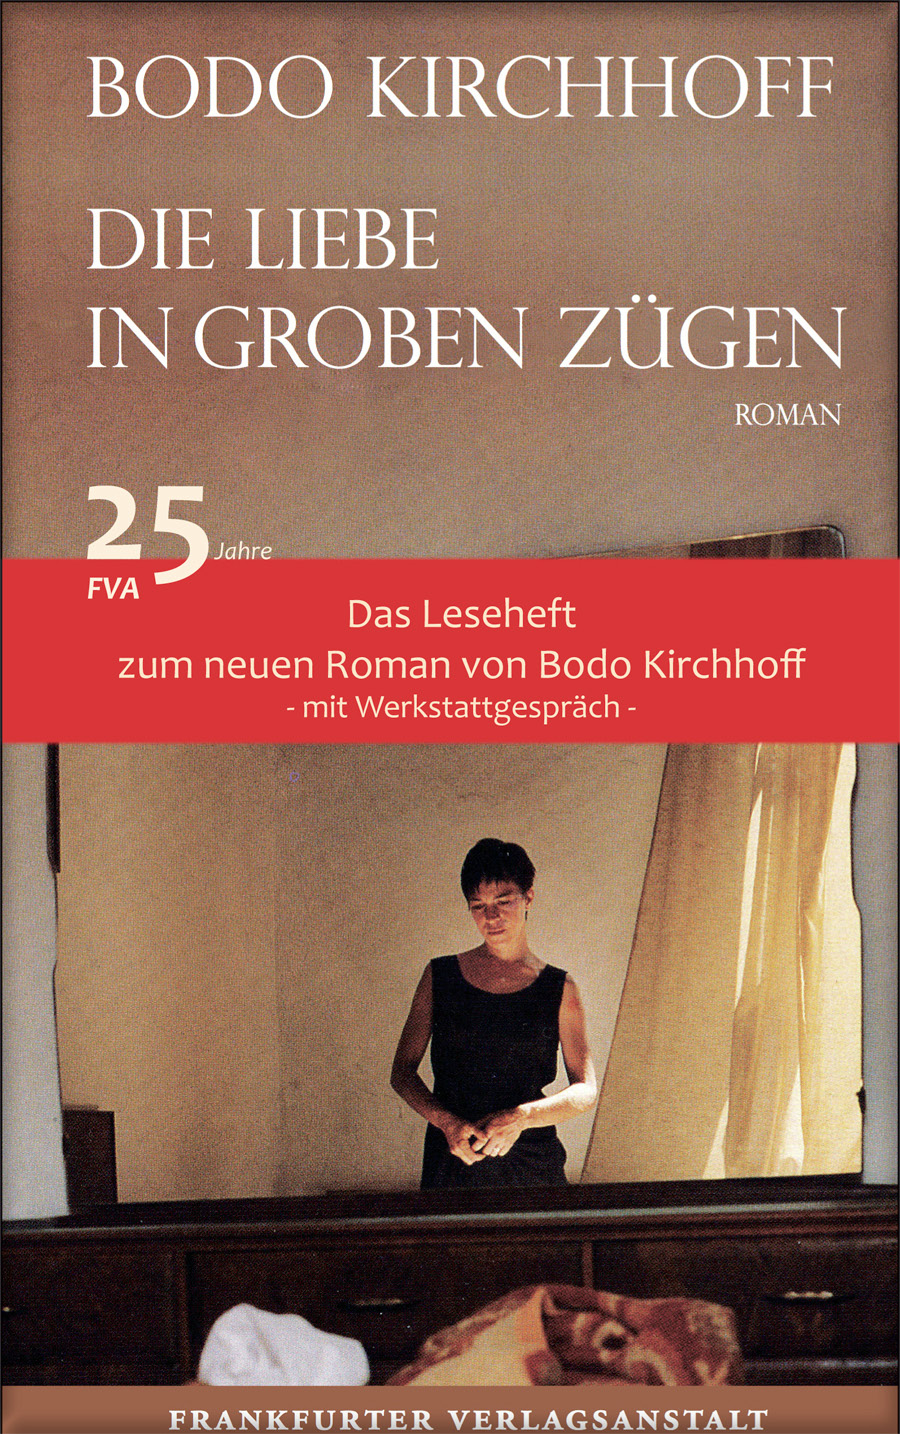 BODO KIRCHHOFF
DIE LIEBE
IN GROBEN ZÜGEN
ROMAN
25 Jahre
FVA
Das Leseheft
zum neuen Roman von Bodo Kirchhoff
- mit Werkstattgespräch -
FRANKFURTER VERLAGSANSTALT